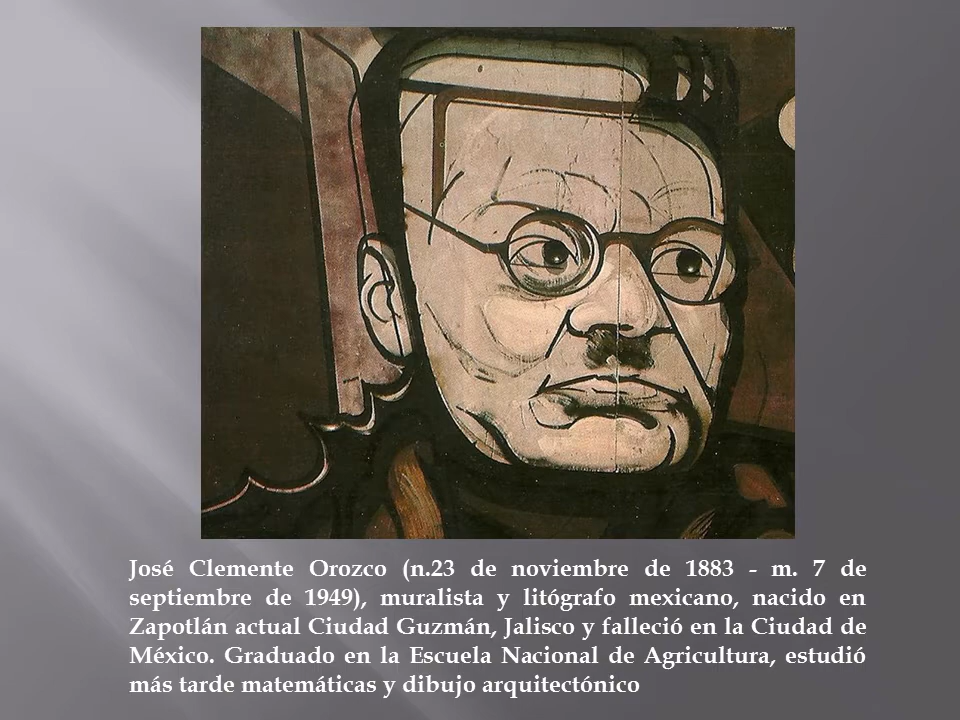 José Clemente Orozco (n.23 de noviembre de 1883 - m. 7 de
septiembre de 1949), muralista y litógrafo mexicano, nacido en
Zapotlán actual Ciudad Guzmán, Jalisco y falleció en la Ciudad de
México. Graduado en la Escuela Nacional de Agricultura, estudió
más tarde matemáticas y dibujo arquitectónico